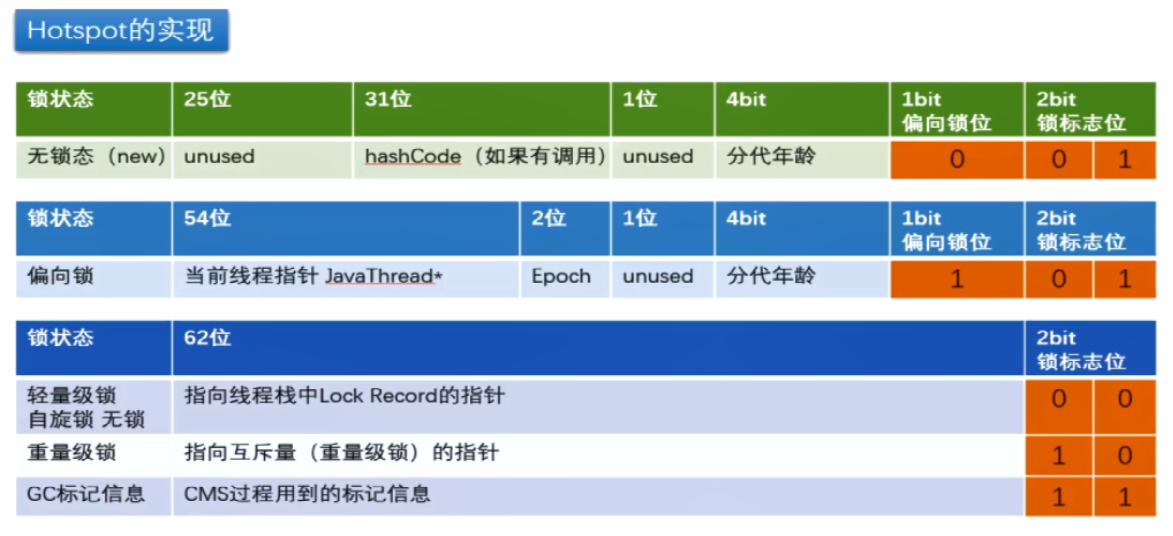 Hotspot的实现
锁状态 25位 31位 1位 4bit 1bit 2bit
偏向锁位 锁标志位
无锁态（new） unused hashCode（如果有调用） unused 分代年龄 0 0 1
锁状态 54位 2位 1位 4bit 1bit 2bit
偏向锁位 锁标志位
偏向锁 当前线程指针 JavaThread* Epoch unused 分代年龄 1 0 1
锁状态 62位 2bit
锁标志位
轻量级锁 指向线程栈中Lock Record的指针 0 0
自旋锁 无锁
重量级锁 指向互斥量（重量级锁）的指针 1 0
GC标记信息 CMS过程用到的标记信息 1 1